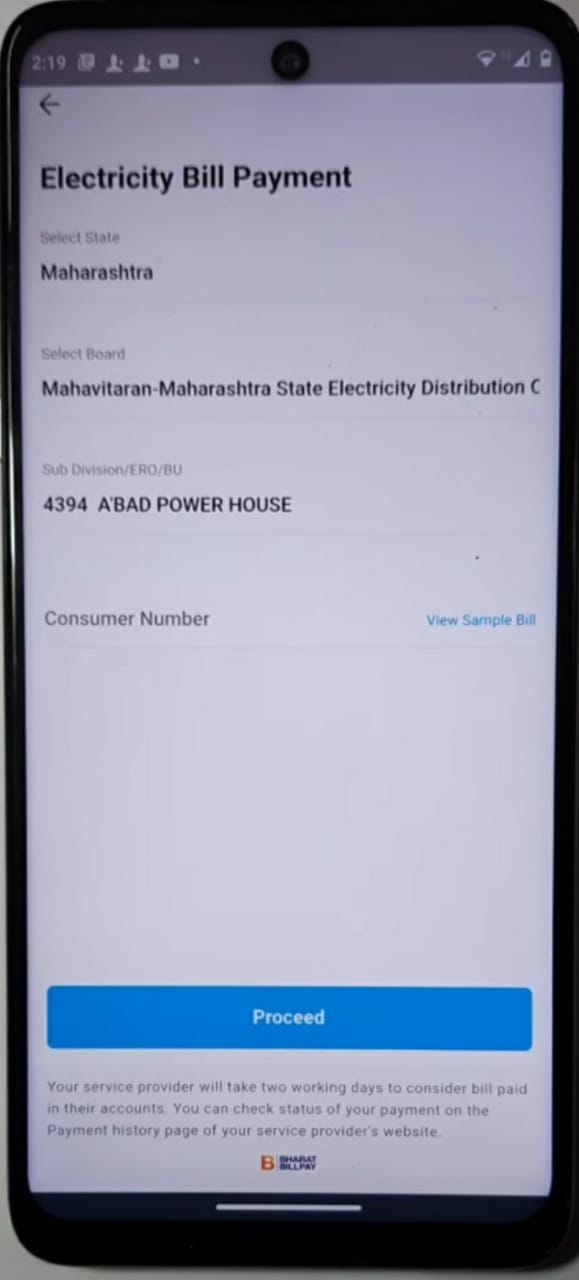 2:19
Electricity Bill Payment
Select State
Maharashtra
Select Board
Mahavitaran-Maharashtra State Electricity Distribution C
Sub Division/ERO/BU
4394 A'BAD POWER HOUSE
Consumer Number View Sample Bill
Proceed
Your service provider will take two working days to consider bill paid
in their accounts. You can check status of your payment on the
Payment history page of your service provider's website.
B BHARAT
BILLPAY